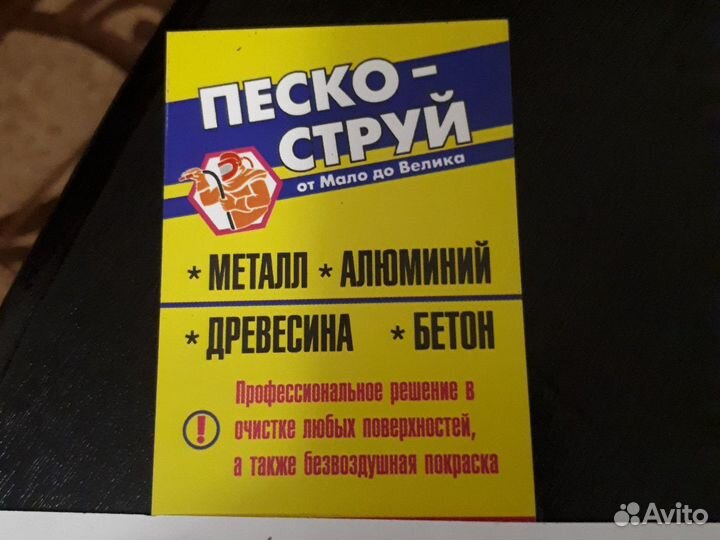 ПЕСКО-
СТРУЙ
от Мало до Велика
* МЕТАЛЛ * АЛЮМИНИЙ
* ДРЕВЕСИНА * БЕТОН
Профессиональное решение в
! очистке любых поверхностей,
а также безвоздушная покраска
Avito